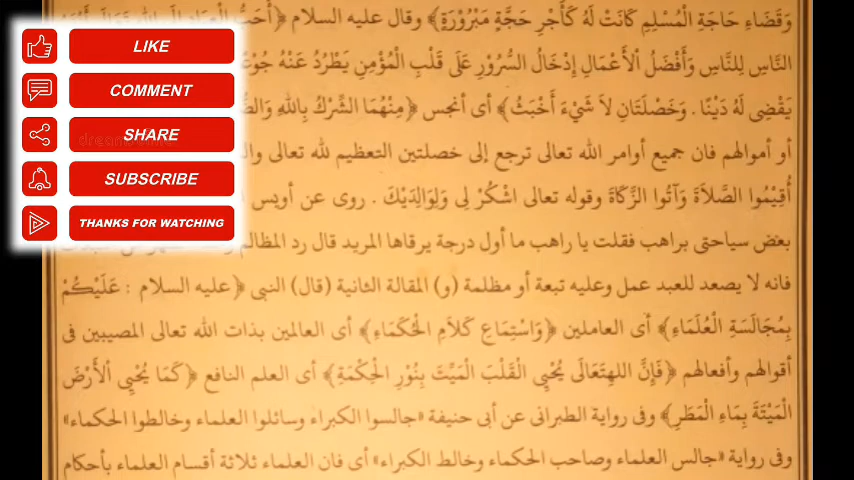 LIKE
COMMENT
SHARE
SUBSCRIBE
THANKS FOR WATCHING
وَقَضَاءِ حَاجَةِ الْمُسْلِمِ كَانَتْ لَهُ كَأَجْرِ حَجَّةٍ مَبْرُورَةٍ﴾ وقال عليه السلام ﴿أَحَبُّ
النَّاسِ لِلنَّاسِ وَأَفْضَلُ الْأَعْمَالِ إِدْخَالُ السُّرُورِ عَلَى قَلْبِ الْمُؤْمِنِ يَطْرُدُ عَنْهُ
يَقْضِى لَهُ دَيْنًا . وَخَصْلَتَانِ لاَ شَيْءَ أَخْبَثُ﴾ أى أنجس ﴿مِنْهُمَا الشِّرْكُ بِاللهِ
أو أموالهم فان جميع أوامر الله تعالى ترجع إلى خصلتين التعظيم لله تعالى
أَقِيْمُوا الصَّلاَةَ وَآتُوا الزَّكَاةَ وقوله تعالى اشْكُرْ لِى وَلِوَالِدَيْكَ . روى عن أويس
بعض سياحتى براهب فقلت يا راهب ما أول درجة يرقاها المريد قال رد المظالم
فانه لا يصعد للعبد عمل وعليه تبعة أو مظلمة (و) المقالة الثانية (قال) النبى ﴿عليه السلام : عَلَيْكُمْ
بِمُجَالَسَةِ الْعُلَمَاءِ﴾ أى العاملين ﴿وَاسْتِمَاعِ كَلاَمِ الْحُكَمَاءِ﴾ أى العالمين بذات الله تعالى المصيبين فى
أقوالهم وأفعالهم ﴿فَإِنَّ اللهَتَعَالَى يُحْيِى الْقَلْبَ الْمَيِّتَ بِنُوْرِ الْحِكْمَةِ﴾ أى العلم النافع ﴿كَمَا يُحْيِى الْأَرْضَ
الْمَيْتَةَ بِمَاءِ الْمَطَرِ﴾ وفى رواية الطبرانى عن أبى حنيفة «جالسوا الكبراء وسائلوا العلماء وخالطوا الحكماء»
وفى رواية «جالس العلماء وصاحب الحكماء وخالط الكبراء» أى فان العلماء ثلاثة أقسام العلماء بأحكام